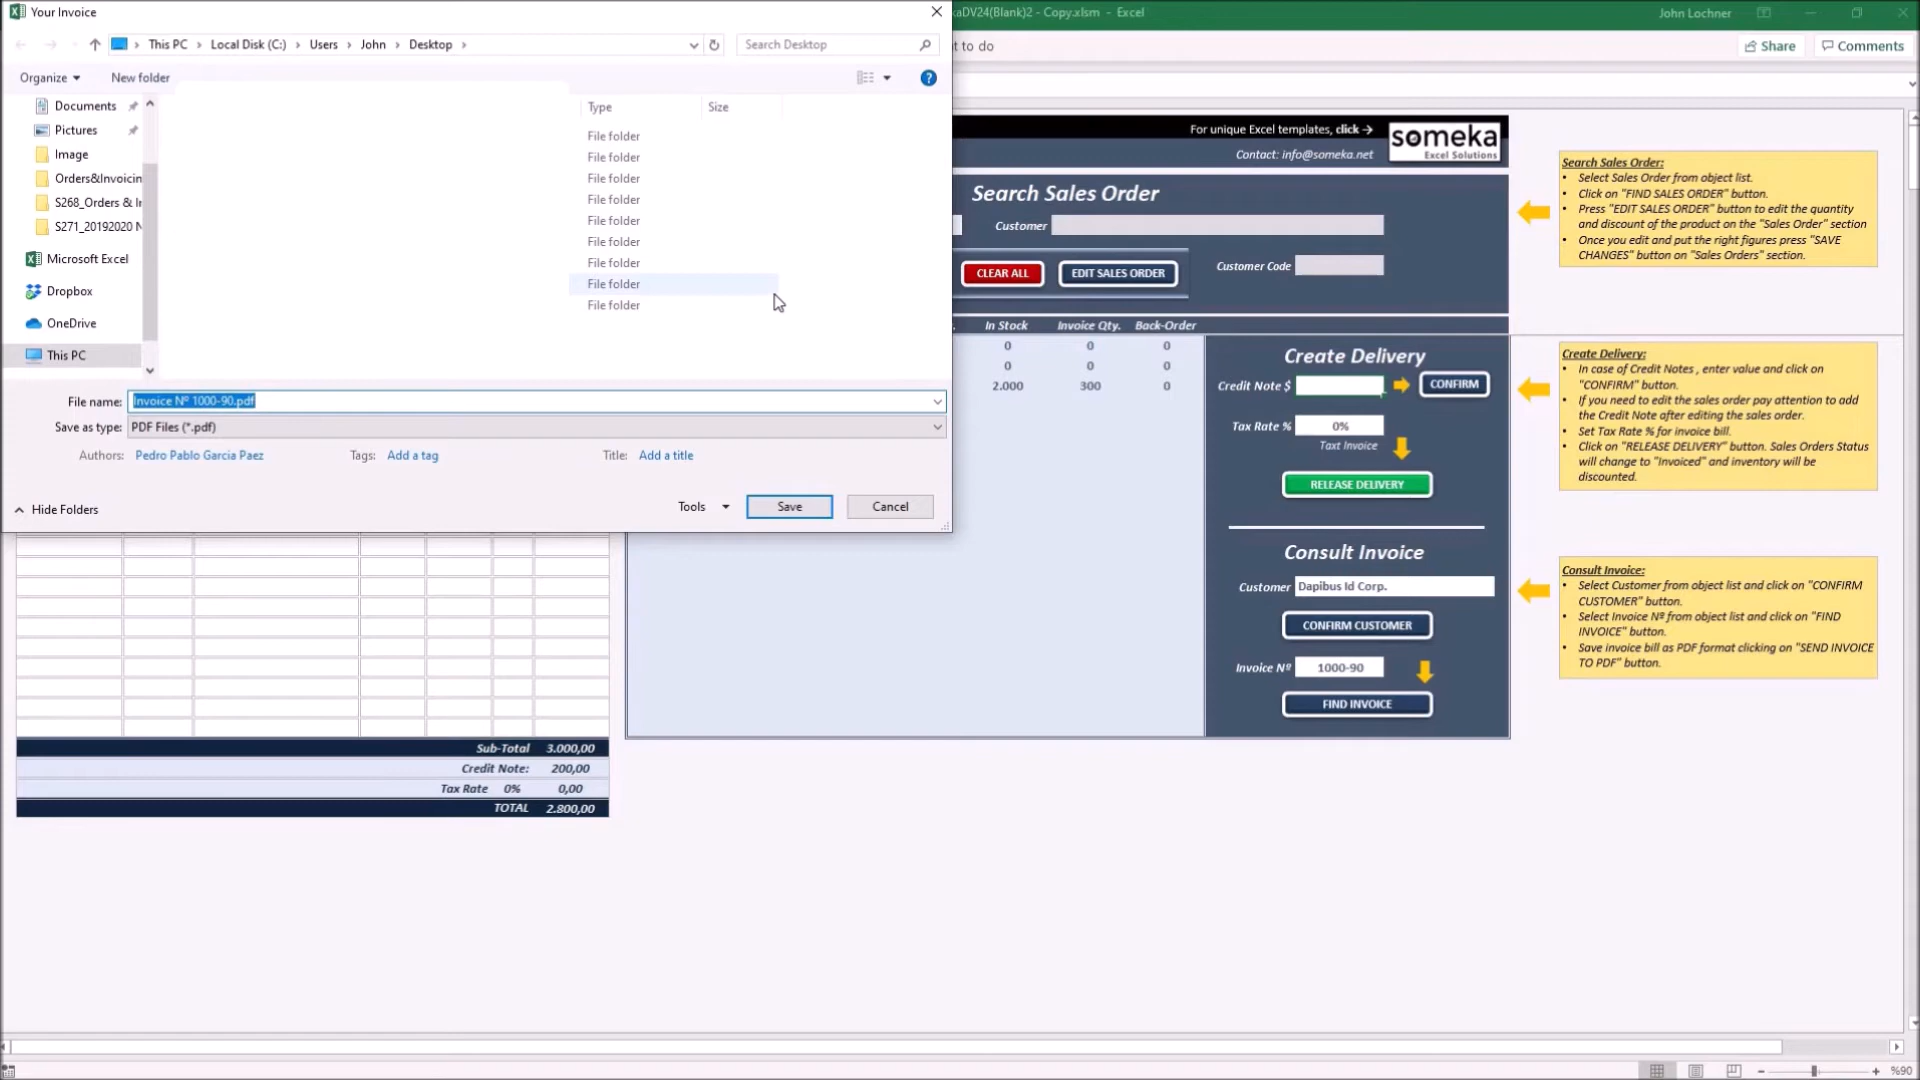 Your Invoice
kaDV24(Blank)2 - Copy.xlsm - Excel
John Lochner
This PC > Local Disk (C:) > Users > John > Desktop >
Search Desktop
t to do
Share
Comments
Organize
New folder
Documents
Pictures
Image
Orders&Invoicin
S268_Orders & I
S271_20192020 N
Microsoft Excel
Dropbox
OneDrive
This PC
Type
Size
File folder
File folder
File folder
File folder
File folder
File folder
File folder
File folder
File folder
File name: Invoice Nº 1000-90.pdf
Save as type: PDF Files (*.pdf)
Authors: Pedro Pablo Garcia Paez
Tags: Add a tag
Title: Add a title
Hide Folders
Tools
Save
Cancel
For unique Excel templates, click →
Contact: info@someka.net
someka
Excel Solutions
Search Sales Order
Customer
CLEAR ALL
EDIT SALES ORDER
Customer Code
In Stock Invoice Qty. Back-Order
0 0 0
0 0 0
2.000 300 0
Create Delivery
Credit Note $
CONFIRM
Tax Rate % 0%
Taxt Invoice
RELEASE DELIVERY
Consult Invoice
Customer Dapibus Id Corp.
CONFIRM CUSTOMER
Invoice Nº 1000-90
FIND INVOICE
Search Sales Order:
• Select Sales Order from object list.
• Click on "FIND SALES ORDER" button.
• Press "EDIT SALES ORDER" button to edit the quantity
and discount of the product on the "Sales Order" section
• Once you edit and put the right figures press "SAVE
CHANGES" button on "Sales Orders" section.
Create Delivery:
• In case of Credit Notes , enter value and click on
"CONFIRM" button.
• If you need to edit the sales order pay attention to add
the Credit Note after editing the sales order.
• Set Tax Rate % for invoice bill.
• Click on "RELEASE DELIVERY" button. Sales Orders Status
will change to "Invoiced" and inventory will be
discounted.
Consult Invoice:
• Select Customer from object list and click on "CONFIRM
CUSTOMER" button.
• Select Invoice Nº from object list and click on "FIND
INVOICE" button.
• Save invoice bill as PDF format clicking on "SEND INVOICE
TO PDF" button.
Sub-Total 3.000,00
Credit Note: 200,00
Tax Rate 0% 0,00
TOTAL 2.800,00
%90